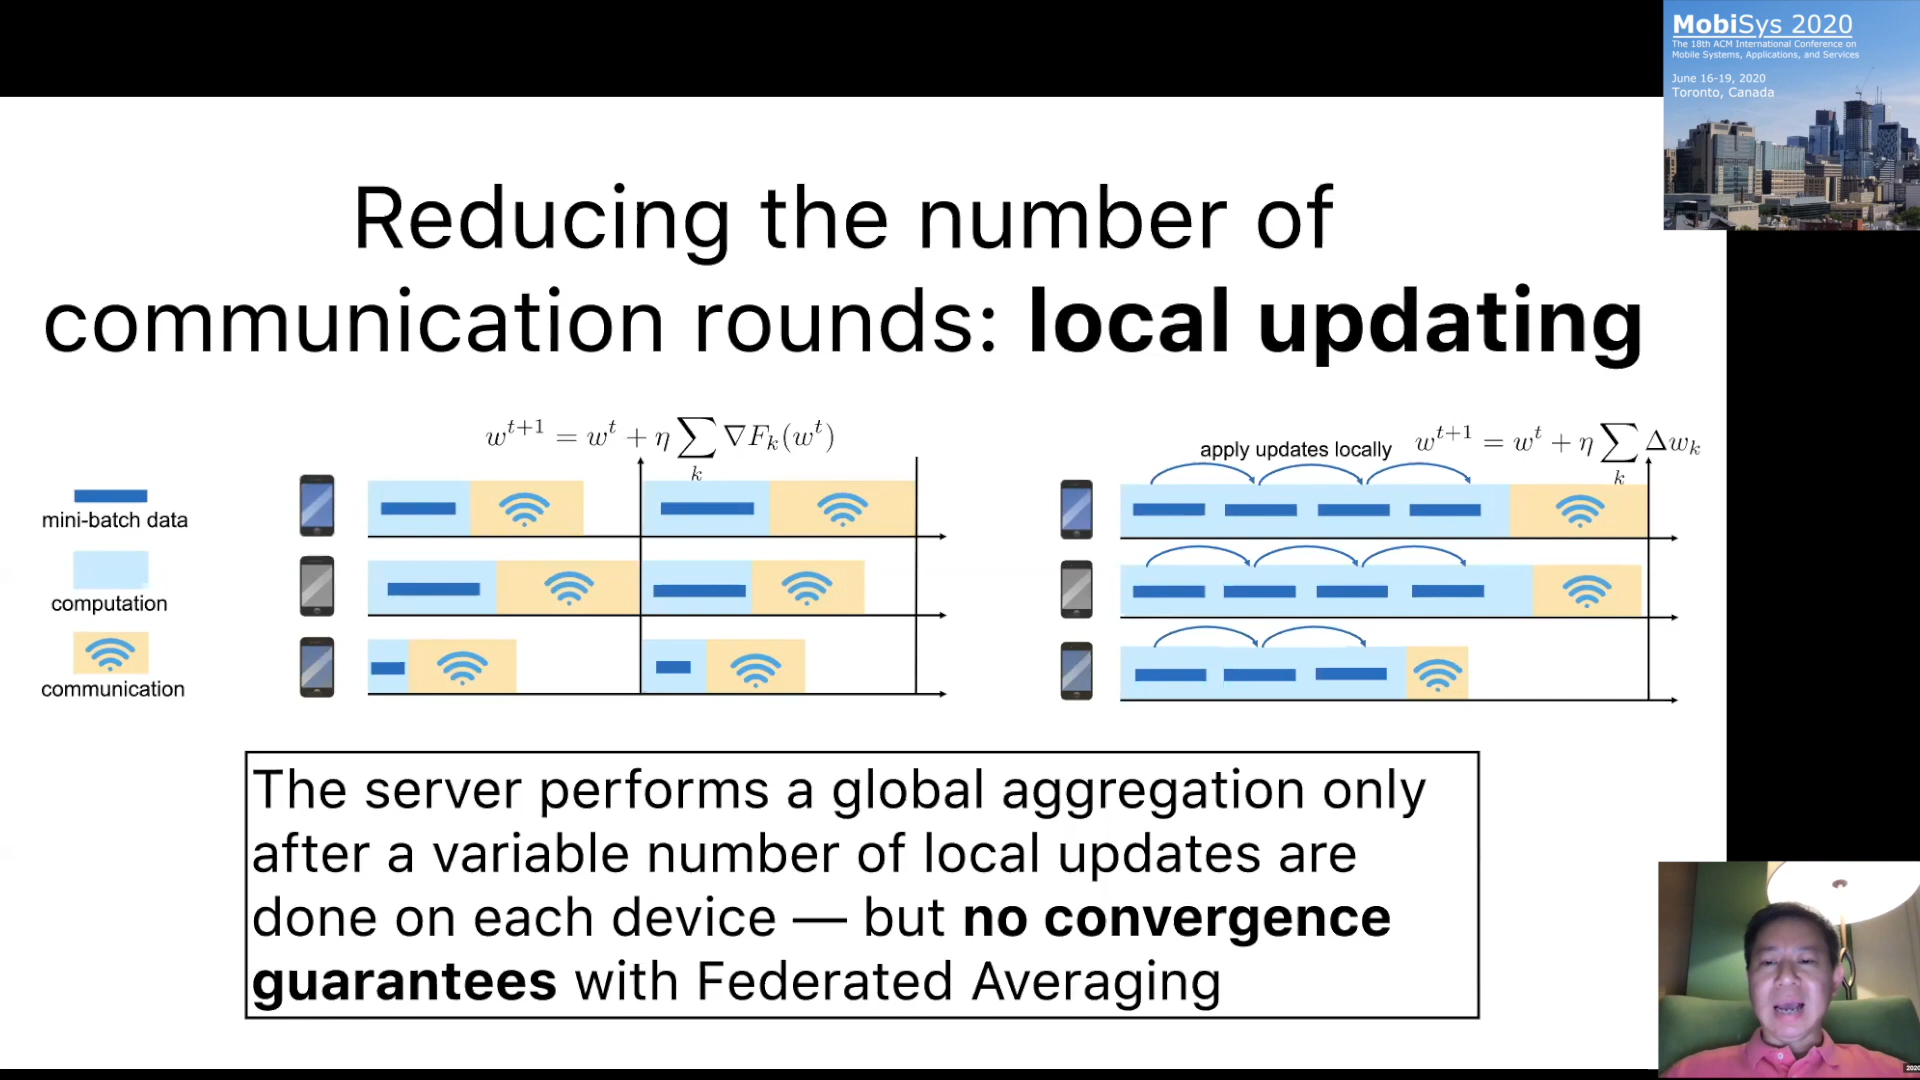 MobiSys 2020
The 18th ACM International Conference on
Mobile Systems, Applications, and Services
June 16-19, 2020
Toronto, Canada
Reducing the number of
communication rounds: local updating
w^{t+1} = w^t + η ∑_k ∇F_k(w^t)
apply updates locally
w^{t+1} = w^t + η ∑_k Δw_k
mini-batch data
computation
communication
The server performs a global aggregation only
after a variable number of local updates are
done on each device — but no convergence
guarantees with Federated Averaging